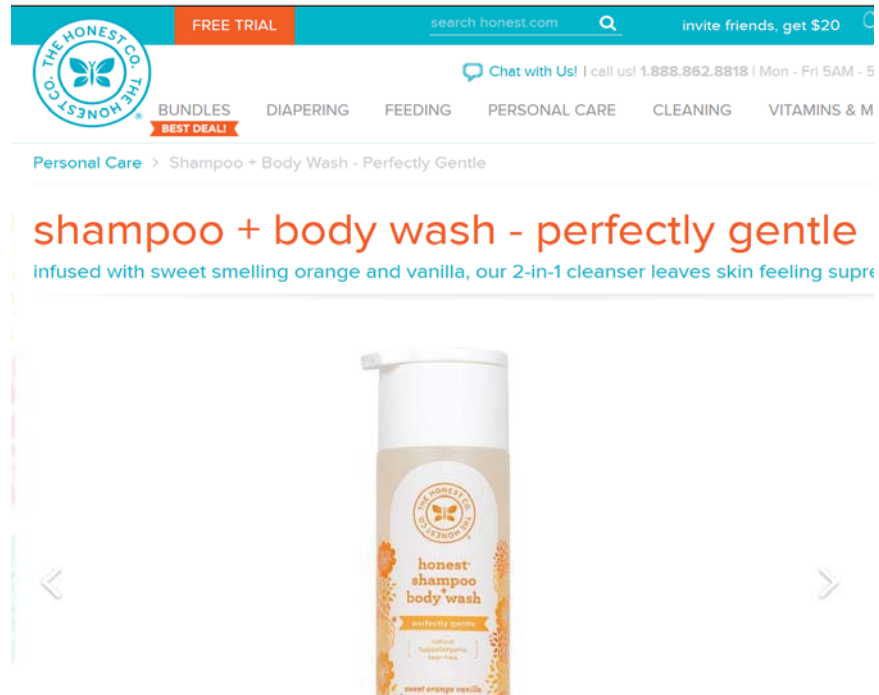 FREE TRIAL
search honest.com
invite friends, get $20
THE HONEST CO. THE HONEST CO.
Chat with Us! | call us! 1.888.862.8818 | Mon - Fri 5AM - 5
BUNDLES DIAPERING FEEDING PERSONAL CARE CLEANING VITAMINS & M
BEST DEAL!
Personal Care > Shampoo + Body Wash - Perfectly Gentle
shampoo + body wash - perfectly gentle
infused with sweet smelling orange and vanilla, our 2-in-1 cleanser leaves skin feeling supre
THE HONEST CO. THE HONEST CO.
honest
shampoo
+
body wash
perfectly gentle
natural
hypoallergenic
tear-free
sweet orange vanilla